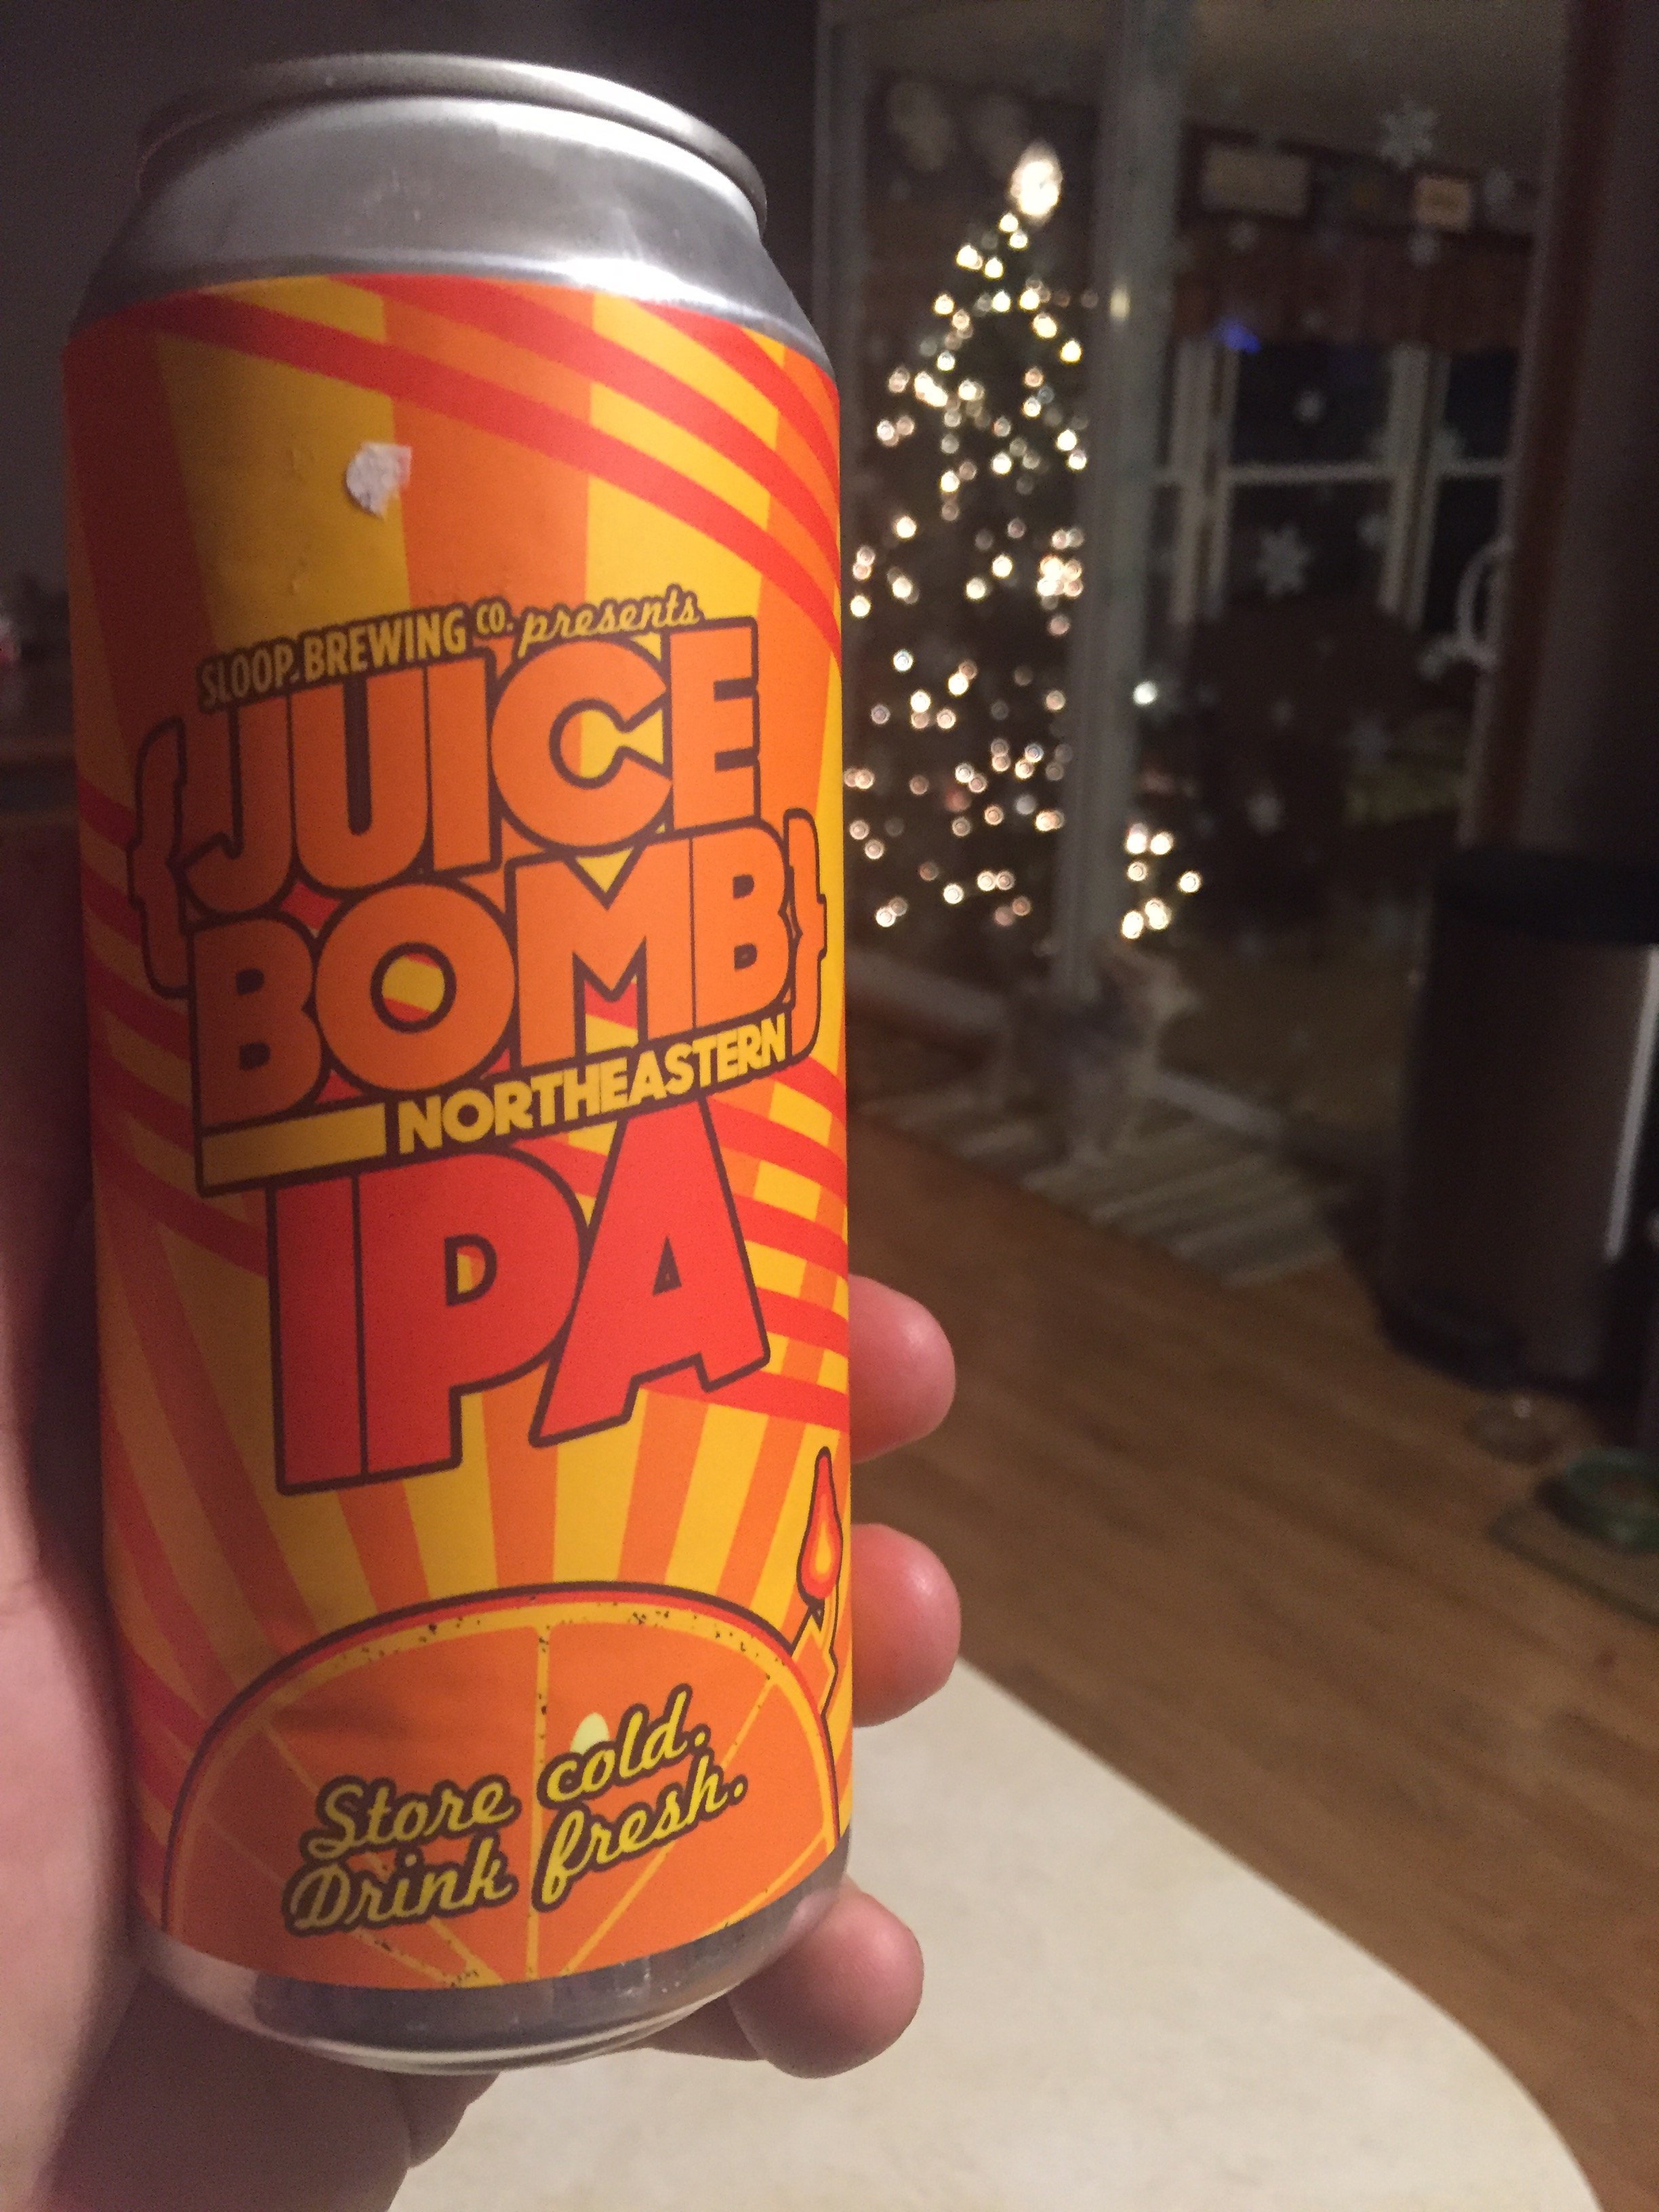 SLOOP BREWING CO. presents
{JUICE
BOMB}
NORTHEASTERN
IPA
Store cold.
Drink fresh.